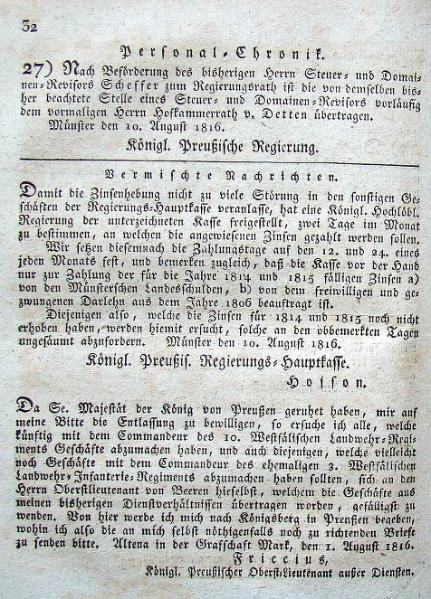 32
Personal-Chronik.
27) Nach Beförderung des bisherigen Herrn Steuer- und Domai-
nen-Revisors Scheffer zum Regierungsrath ist die von demselben bis-
her beachtete Stelle eines Steuer- und Domainen-Revisors vorläufig
dem vormaligen Herrn Hofkammerrath v. Detten übertragen.
Münster den 10. August 1816.
Königl. Preußische Regierung.
Vermischte Nachrichten.
Damit die Zinsenhebung nicht zu viele Störung in den sonstigen Ge-
schäften der Regierungs-Hauptkasse veranlasse, hat eine Königl. Hochlöbl.
Regierung der unterzeichneten Kasse freigestellt, zwei Tage im Monat
zu bestimmen, an welchen die angewiesenen Zinsen gezahlt werden sollen.
Wir setzen diesemnach die Zahlungstage auf den 12. und 24. eines
jeden Monats fest, und bemerken zugleich, daß die Kasse vor der Hand
nur zur Zahlung der für die Jahre 1814 und 1815 fälligen Zinsen a)
von den Münsterschen Landesschulden, b) von dem freiwilligen und ge-
zwungenen Darlehn aus dem Jahre 1806 beauftragt ist.
Diejenigen also, welche die Zinsen für 1814 und 1815 noch nicht
erhoben haben, werden hiemit ersucht, solche an den obbemerkten Tagen
ungesäumt abzufordern. Münster den 10. August 1816.
Königl. Preußis. Regierungs-Hauptkasse.
Hoison.
Da Se. Majestät der König von Preußen geruhet haben, mir auf
meine Bitte die Entlassung zu bewilligen, so ersuche ich alle, welche
künftig mit dem Commandeur des 10. Westfälschen Landwehr-Regi-
ments Geschäfte abzumachen haben, und auch diejenigen, welche vielleicht
noch Geschäfte mit dem Commandeur des ehemaligen 3. Westfälischen
Landwehr-Infanterie-Regiments abzumachen haben sollten, sich an den
Herrn Oberstlieutenant von Beeren hieselbst, welchem die Geschäfte aus
meinen bisherigen Dienstverhältnissen übertragen worden, gefälligst zu
wenden. Von hier werde ich mich nach Königsberg in Preußen begeben,
wohin ich also die an mich selbst nöthigenfalls noch zu richtenden Briefe
zu senden bitte. Altena in der Grafschaft Mark, den 1. August 1816.
Friccius,
Königl. Preußischer Oberst-Lieutenant außer Diensten.